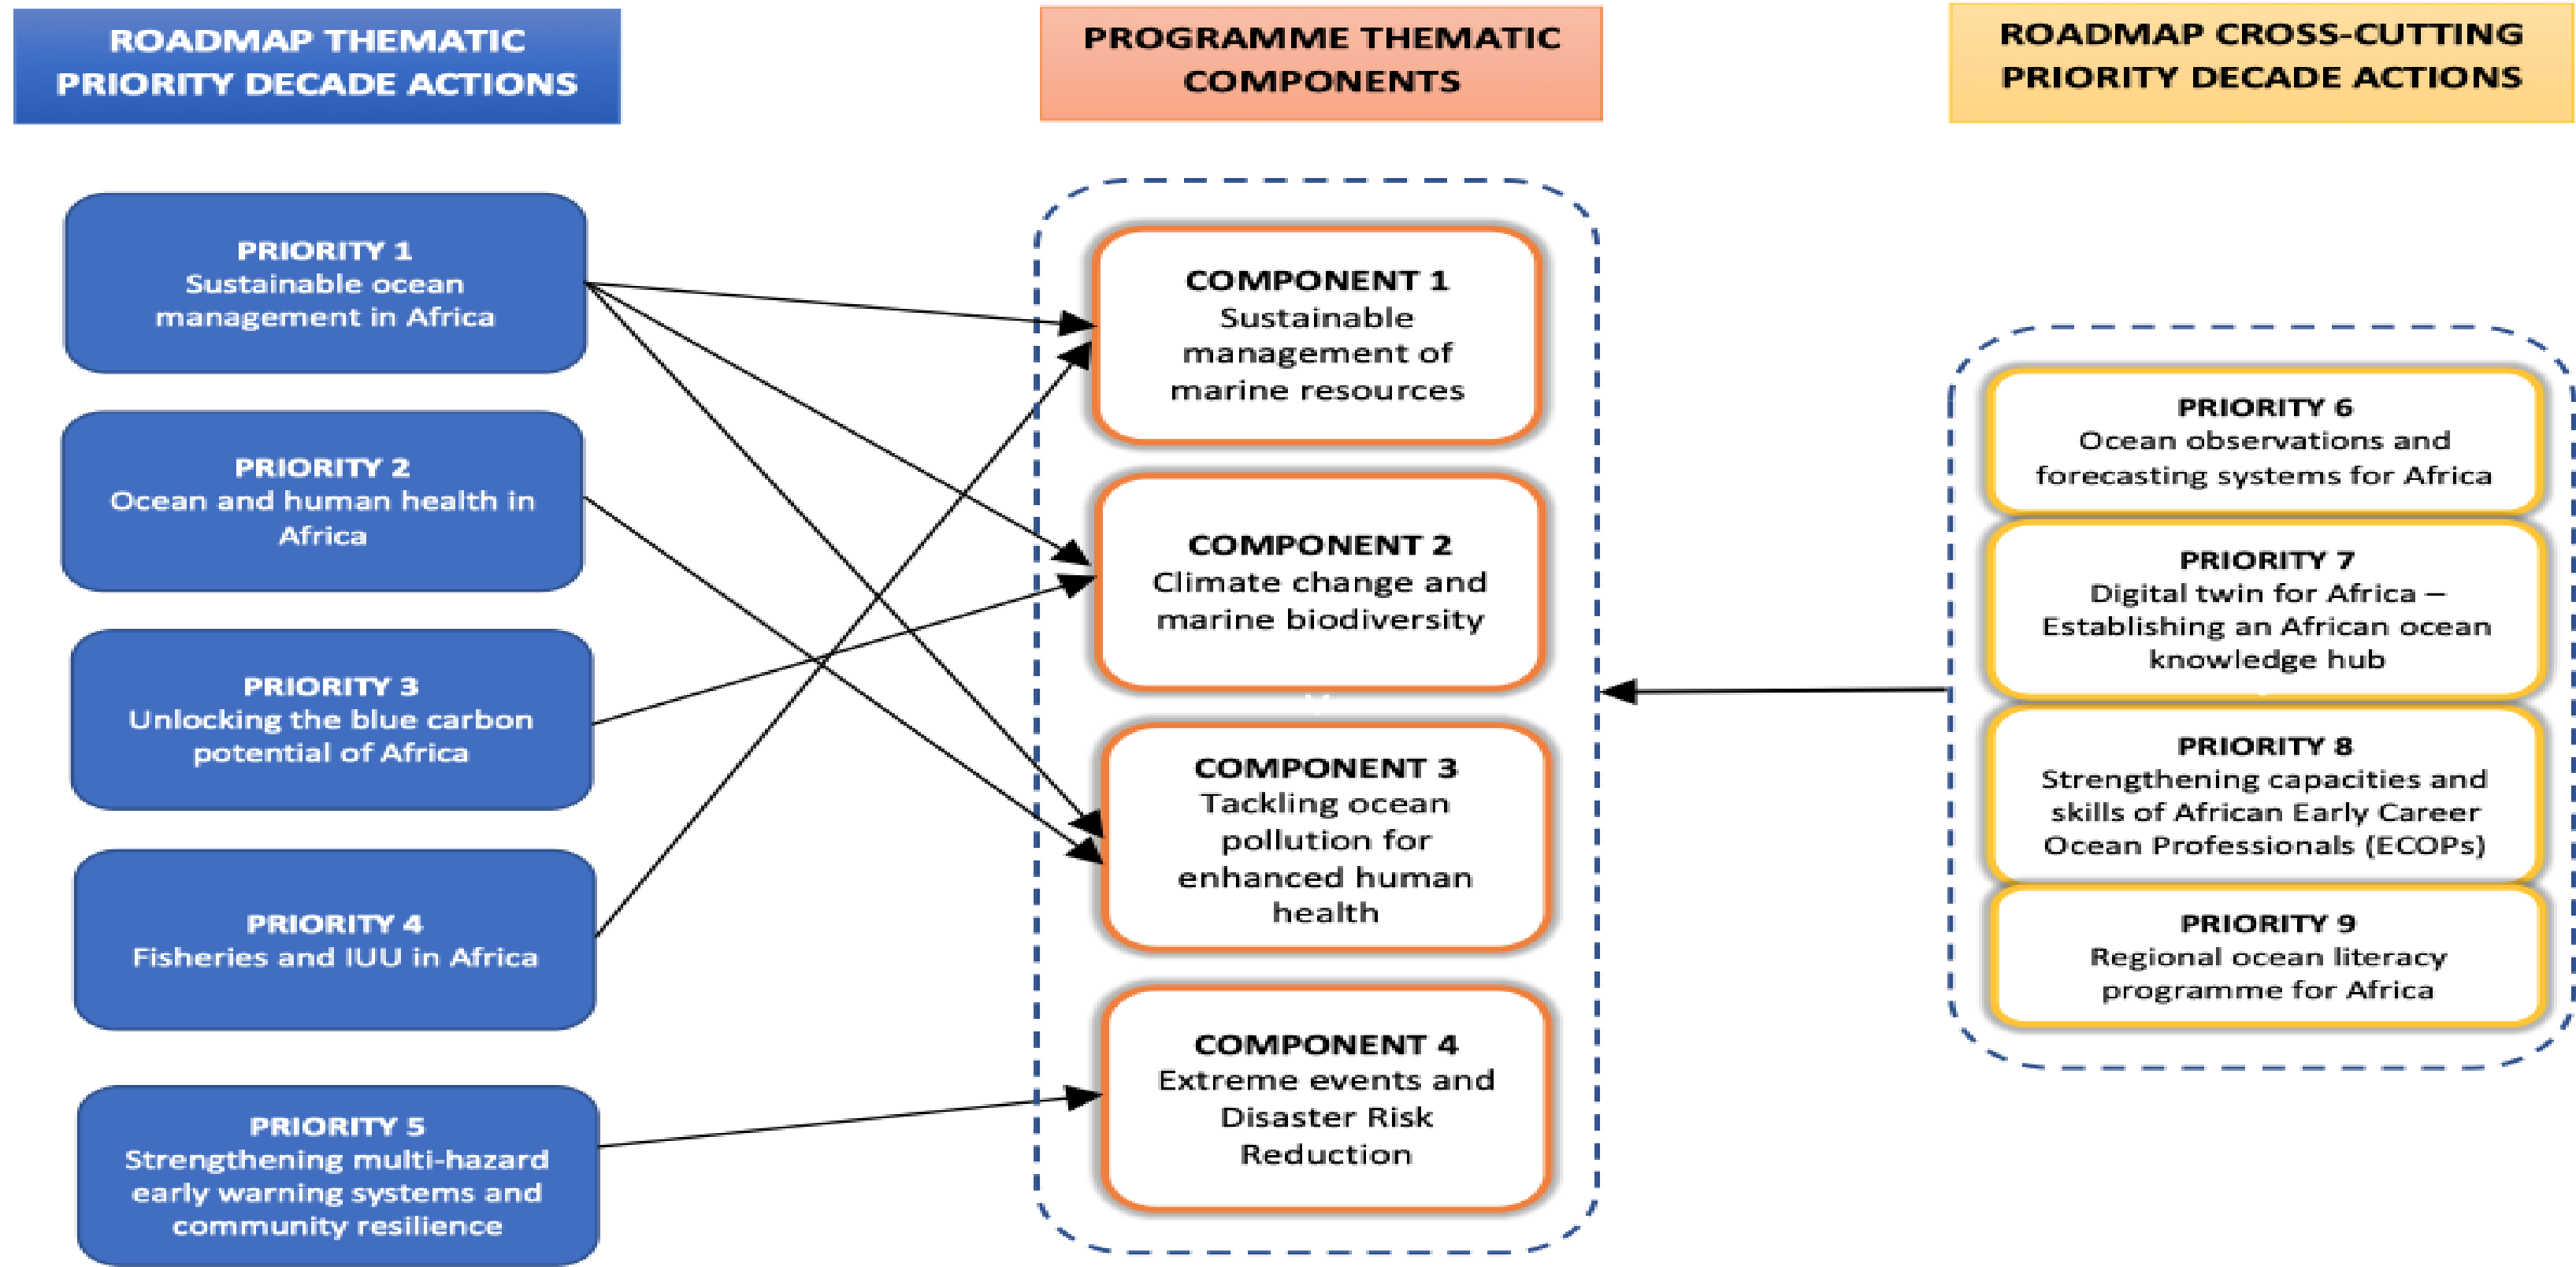 ROADMAP THEMATIC
PRIORITY DECADE ACTIONS
PRIORITY 1
Sustainable ocean
management in Africa
PRIORITY 2
Ocean and human health in
Africa
PRIORITY 3
Unlocking the blue carbon
potential of Africa
PRIORITY 4
Fisheries and IUU in Africa
PRIORITY 5
Strengthening multi-hazard
early warning systems and
community resilience
PROGRAMME THEMATIC
COMPONENTS
COMPONENT 1
Sustainable
management of
marine resources
COMPONENT 2
Climate change and
marine biodiversity
COMPONENT 3
Tackling ocean
pollution for
enhanced human
health
COMPONENT 4
Extreme events and
Disaster Risk
Reduction
ROADMAP CROSS-CUTTING
PRIORITY DECADE ACTIONS
PRIORITY 6
Ocean observations and
forecasting systems for Africa
PRIORITY 7
Digital twin for Africa –
Establishing an African ocean
knowledge hub
PRIORITY 8
Strengthening capacities and
skills of African Early Career
Ocean Professionals (ECOPs)
PRIORITY 9
Regional ocean literacy
programme for Africa